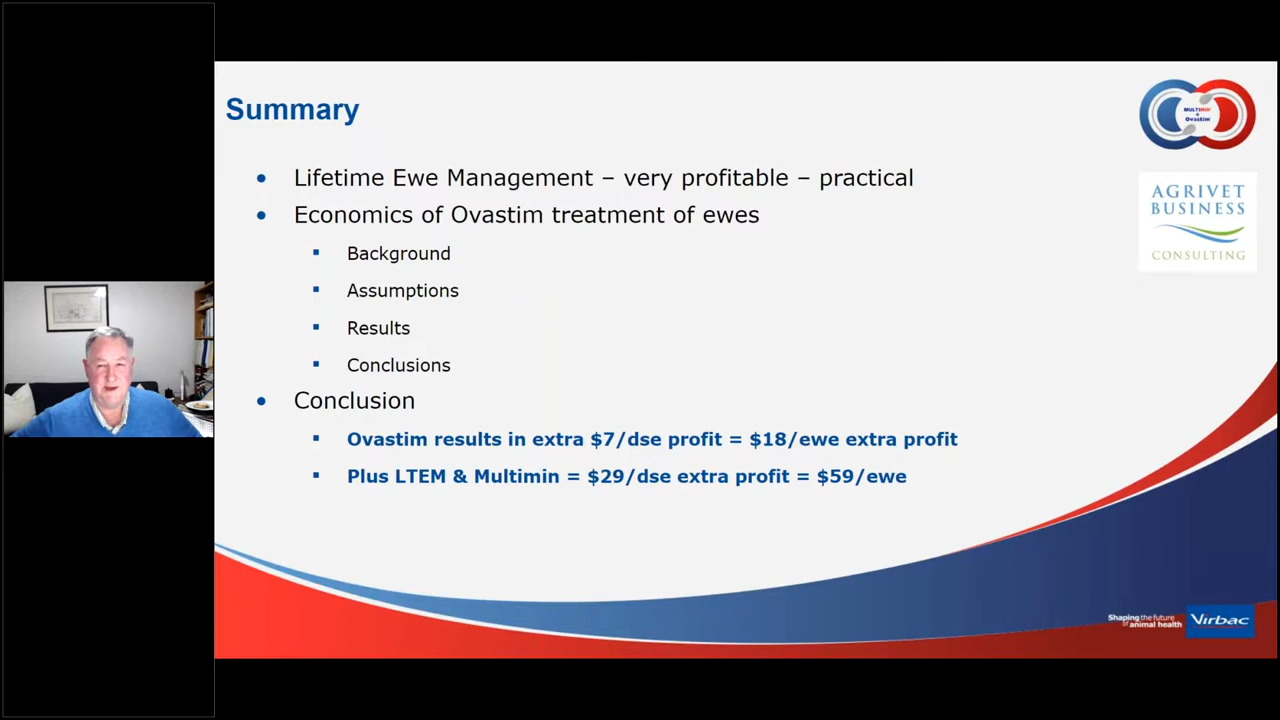 Summary
MULTIMIN
+
Ovastim
• Lifetime Ewe Management – very profitable – practical
AGRIVET
BUSINESS
CONSULTING
• Economics of Ovastim treatment of ewes
▪ Background
▪ Assumptions
▪ Results
▪ Conclusions
• Conclusion
▪ Ovastim results in extra $7/dse profit = $18/ewe extra profit
▪ Plus LTEM & Multimin = $29/dse extra profit = $59/ewe
Shaping the future
of animal health
Virbac